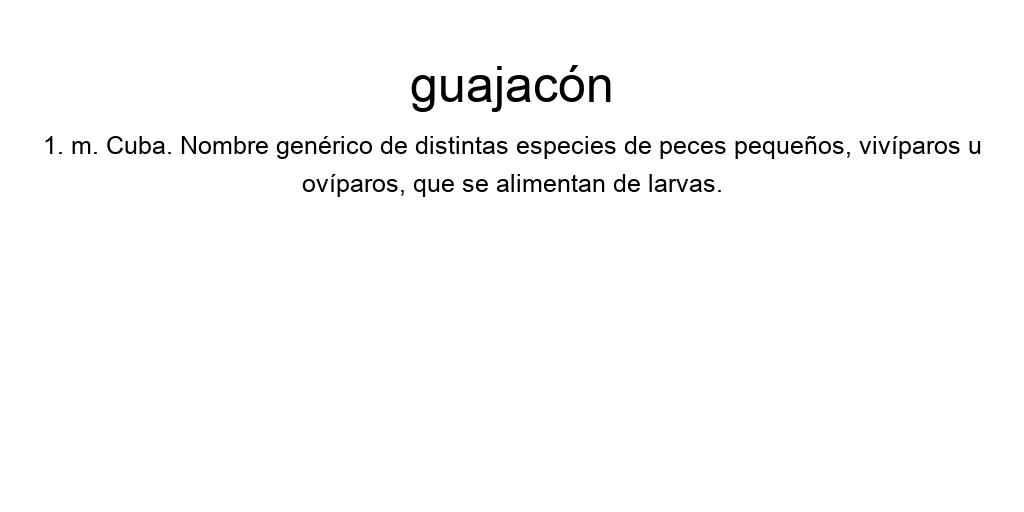 guajacón
1. m. Cuba. Nombre genérico de distintas especies de peces pequeños, vivíparos u
ovíparos, que se alimentan de larvas.